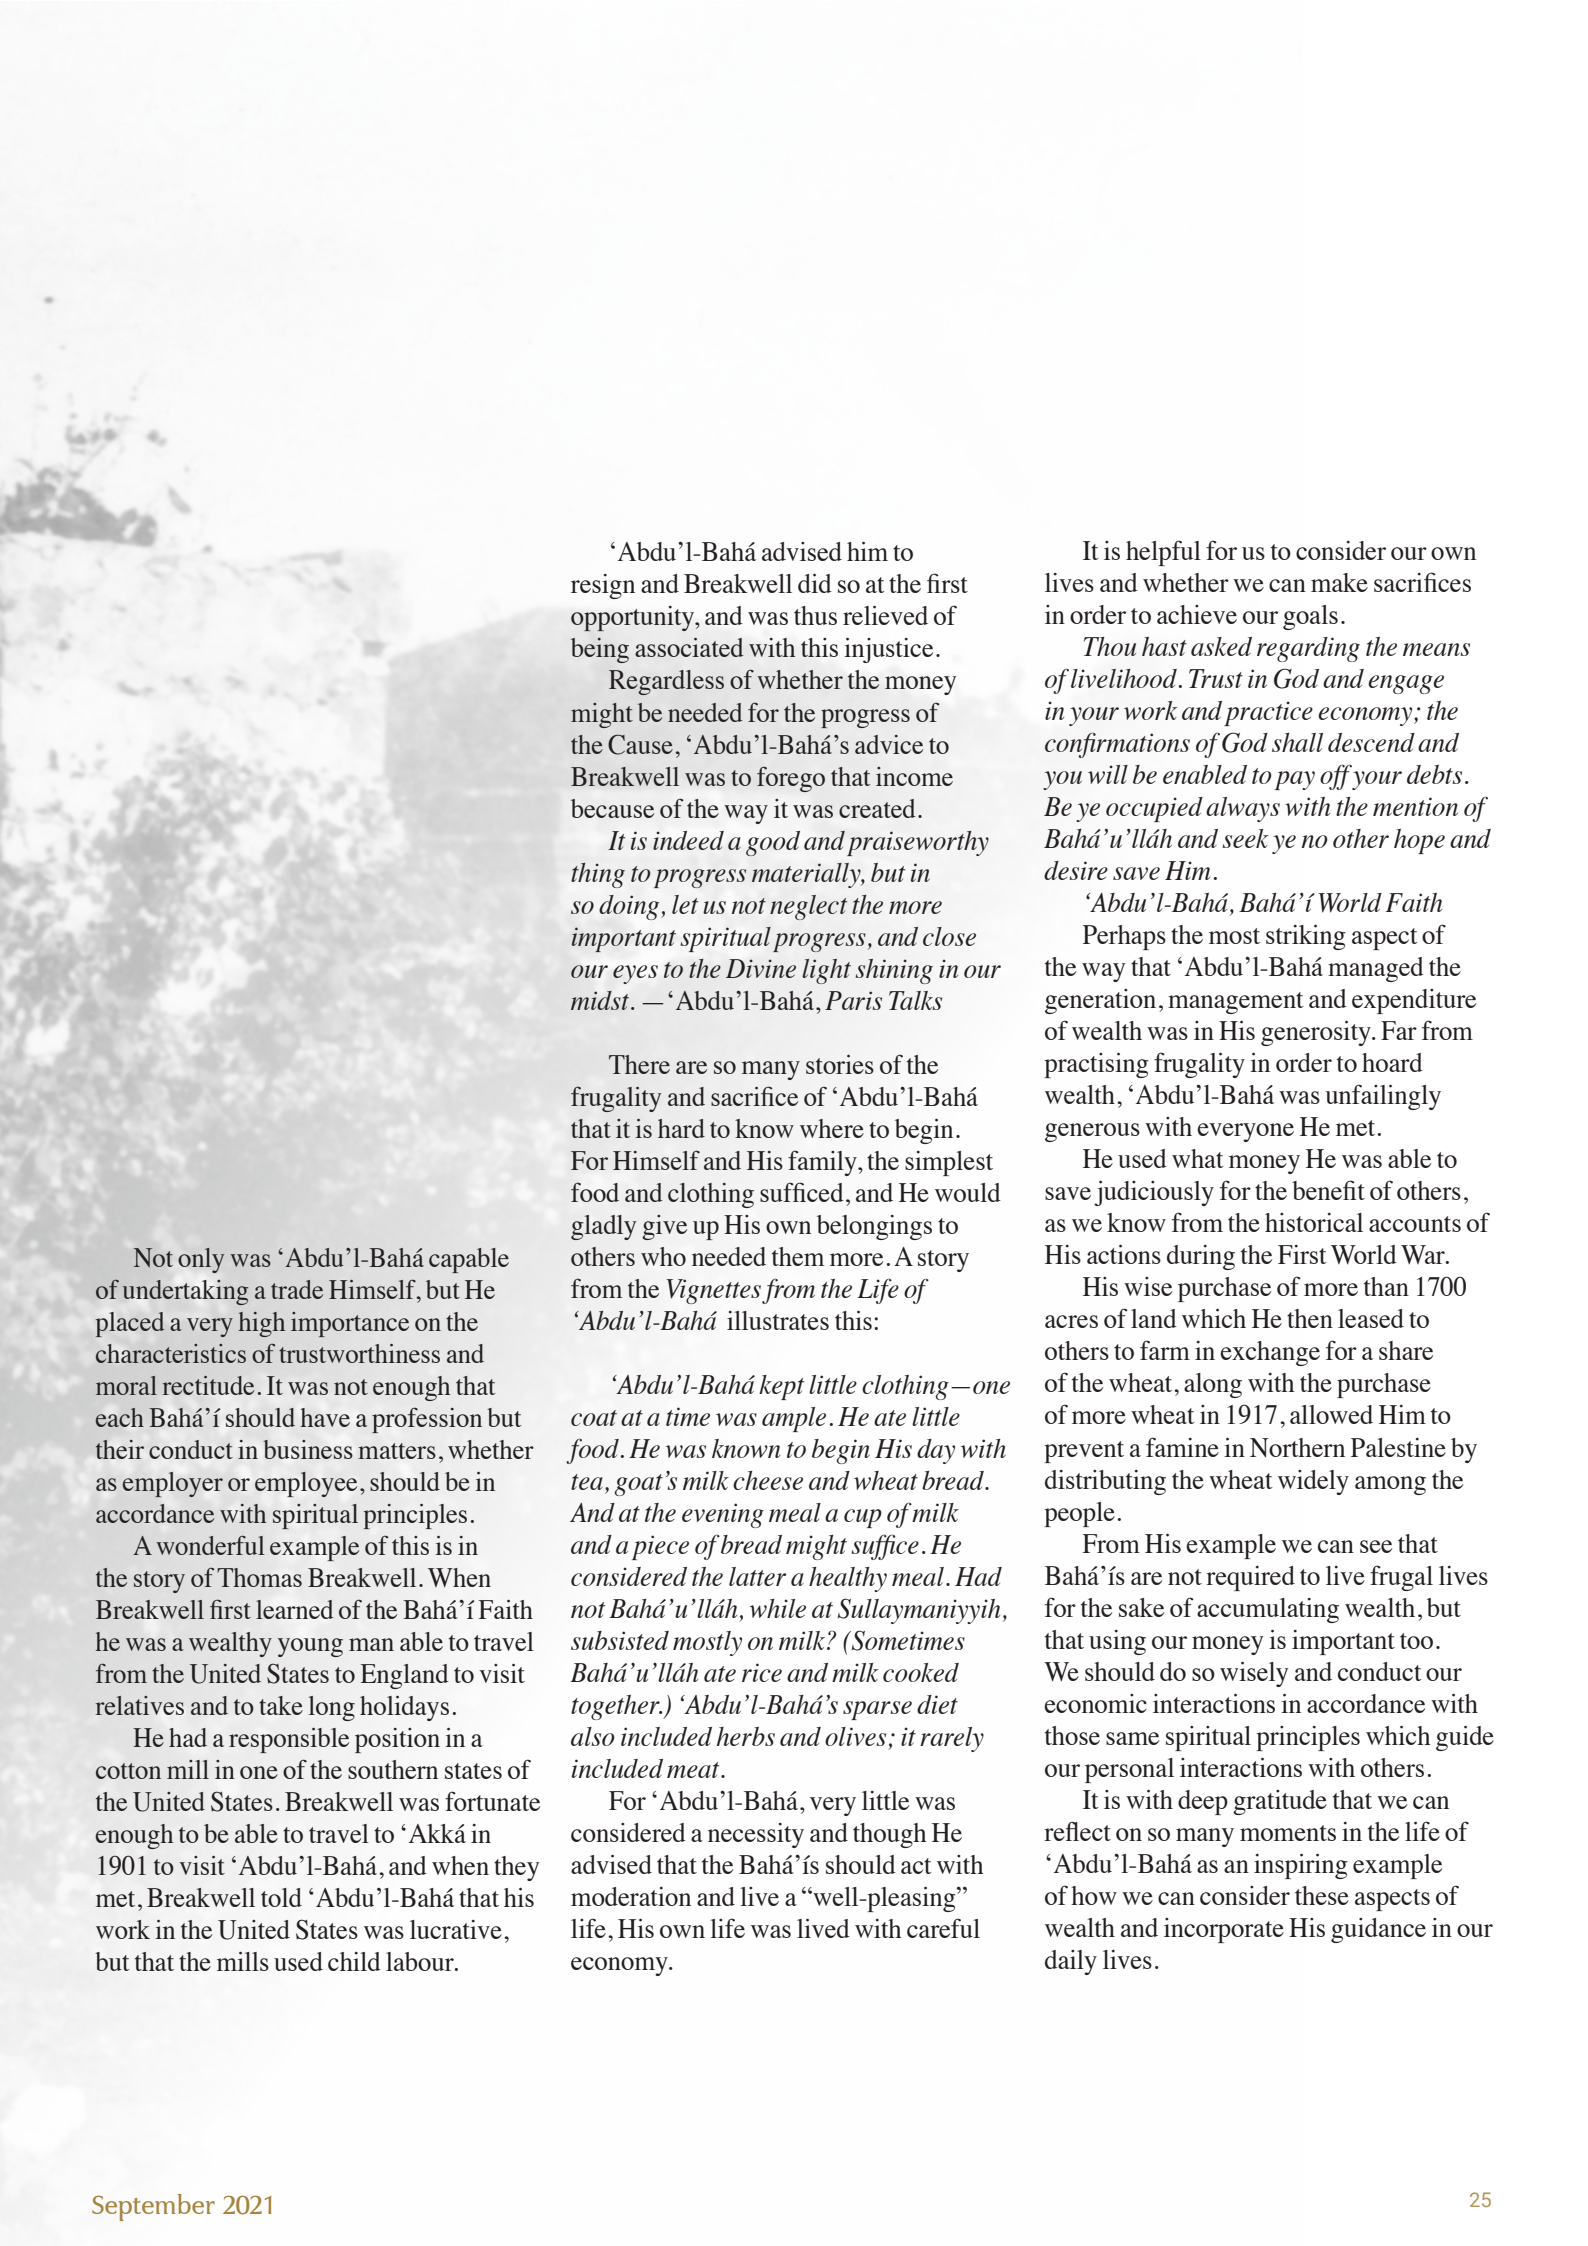 Not only was ‘Abdu’l-Bahá capable
of undertaking a trade Himself, but He
placed a very high importance on the
characteristics of trustworthiness and
moral rectitude. It was not enough that
each Bahá’í should have a profession but
their conduct in business matters, whether
as employer or employee, should be in
accordance with spiritual principles.
A wonderful example of this is in
the story of Thomas Breakwell. When
Breakwell first learned of the Bahá’í Faith
he was a wealthy young man able to travel
from the United States to England to visit
relatives and to take long holidays.
He had a responsible position in a
cotton mill in one of the southern states of
the United States. Breakwell was fortunate
enough to be able to travel to ‘Akká in
1901 to visit ‘Abdu’l-Bahá, and when they
met, Breakwell told ‘Abdu’l-Bahá that his
work in the United States was lucrative,
but that the mills used child labour.
‘Abdu’l-Bahá advised him to
resign and Breakwell did so at the first
opportunity, and was thus relieved of
being associated with this injustice.
Regardless of whether the money
might be needed for the progress of
the Cause, ‘Abdu’l-Bahá’s advice to
Breakwell was to forego that income
because of the way it was created.
It is indeed a good and praiseworthy
thing to progress materially, but in
so doing, let us not neglect the more
important spiritual progress, and close
our eyes to the Divine light shining in our
midst. —‘Abdu’l-Bahá, Paris Talks
There are so many stories of the
frugality and sacrifice of ‘Abdu’l-Bahá
that it is hard to know where to begin.
For Himself and His family, the simplest
food and clothing sufficed, and He would
gladly give up His own belongings to
others who needed them more. A story
from the Vignettes from the Life of
‘Abdu’l-Bahá illustrates this:
‘Abdu’l-Bahá kept little clothing—one
coat at a time was ample. He ate little
food. He was known to begin His day with
tea, goat’s milk cheese and wheat bread.
And at the evening meal a cup of milk
and a piece of bread might suffice. He
considered the latter a healthy meal. Had
not Bahá’u’lláh, while at Sullaymaniyyih,
subsisted mostly on milk? (Sometimes
Bahá’u’lláh ate rice and milk cooked
together.) ‘Abdu’l-Bahá’s sparse diet
also included herbs and olives; it rarely
included meat.
For ‘Abdu’l-Bahá, very little was
considered a necessity and though He
advised that the Bahá’ís should act with
moderation and live a “well-pleasing”
life, His own life was lived with careful
economy.
It is helpful for us to consider our own
lives and whether we can make sacrifices
in order to achieve our goals.
Thou hast asked regarding the means
of livelihood. Trust in God and engage
in your work and practice economy; the
confirmations of God shall descend and
you will be enabled to pay off your debts.
Be ye occupied always with the mention of
Bahá’u’lláh and seek ye no other hope and
desire save Him.
‘Abdu’l-Bahá, Bahá’í World Faith
Perhaps the most striking aspect of
the way that ‘Abdu’l-Bahá managed the
generation, management and expenditure
of wealth was in His generosity. Far from
practising frugality in order to hoard
wealth, ‘Abdu’l-Bahá was unfailingly
generous with everyone He met.
He used what money He was able to
save judiciously for the benefit of others,
as we know from the historical accounts of
His actions during the First World War.
His wise purchase of more than 1700
acres of land which He then leased to
others to farm in exchange for a share
of the wheat, along with the purchase
of more wheat in 1917, allowed Him to
prevent a famine in Northern Palestine by
distributing the wheat widely among the
people.
From His example we can see that
Bahá’ís are not required to live frugal lives
for the sake of accumulating wealth, but
that using our money is important too.
We should do so wisely and conduct our
economic interactions in accordance with
those same spiritual principles which guide
our personal interactions with others.
It is with deep gratitude that we can
reflect on so many moments in the life of
‘Abdu’l-Bahá as an inspiring example
of how we can consider these aspects of
wealth and incorporate His guidance in our
daily lives.
September 2021
25